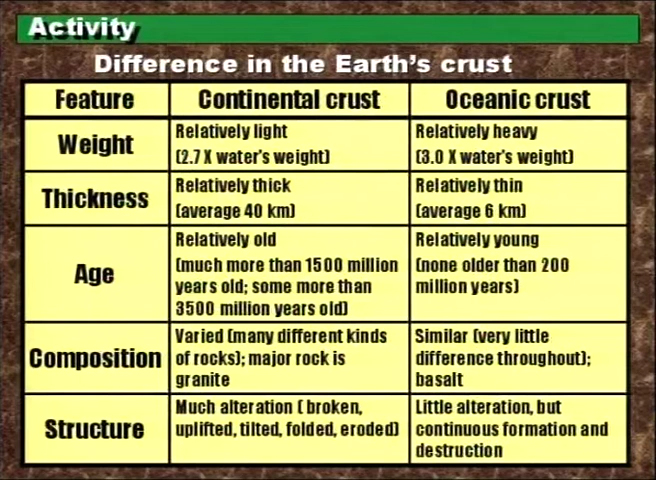 Activity
Difference in the Earth's crust
Feature
Continental crust
Oceanic crust
Weight
Relatively light
(2.7 X water's weight)
Relatively heavy
(3.0 X water's weight)
Thickness
Relatively thick
(average 40 km)
Relatively thin
(average 6 km)
Age
Relatively old
(much more than 1500 million
years old; some more than
3500 million years old)
Relatively young
(none older than 200
million years)
Composition
Varied (many different kinds
of rocks); major rock is
granite
Similar (very little
difference throughout);
basalt
Structure
Much alteration ( broken,
uplifted, tilted, folded, eroded)
Little alteration, but
continuous formation and
destruction